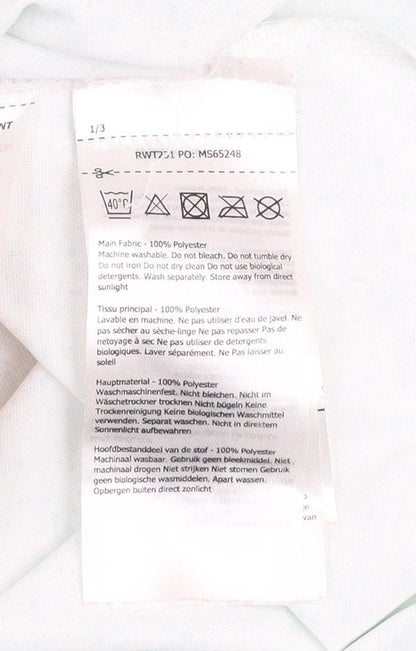 NT
1/3
RWT251 PO: MS65248
40°C
Main Fabric - 100% Polyester
Machine washable. Do not bleach. Do not tumble dry
Do not iron Do not dry clean Do not use biological
detergents. Wash separately. Store away from direct
sunlight
Tissu principal - 100% Polyester
Lavable en machine. Ne pas utiliser d'eau de javel. Ne
pas sécher au sèche-linge Ne pas repasser Pas de
netoyage à sec Ne pas utiliser de detergents
biologiques. Laver séparément. Ne Pas laisser au
soleil
Hauptmaterial - 100% Polyester
Waschmaschinenfest. Nicht bleichen. Nicht im
Wäschetrockner trocknen Nicht bügeln Keine
Trockenreinigung Keine biologischen Waschmittel
verwenden. Separat waschen. Nicht in direktem
Sonnenlicht aufbewahren
Hoofdbestanddeel van de stof - 100% Polyester
Machinaal wasbaar. Gebruik geen bleekmiddel. Niet
machinaal drogen Niet strijken Niet stomen Gebruik
geen biologische wasmiddelen. Apart wassen.
Opbergen buiten direct zonlicht
van